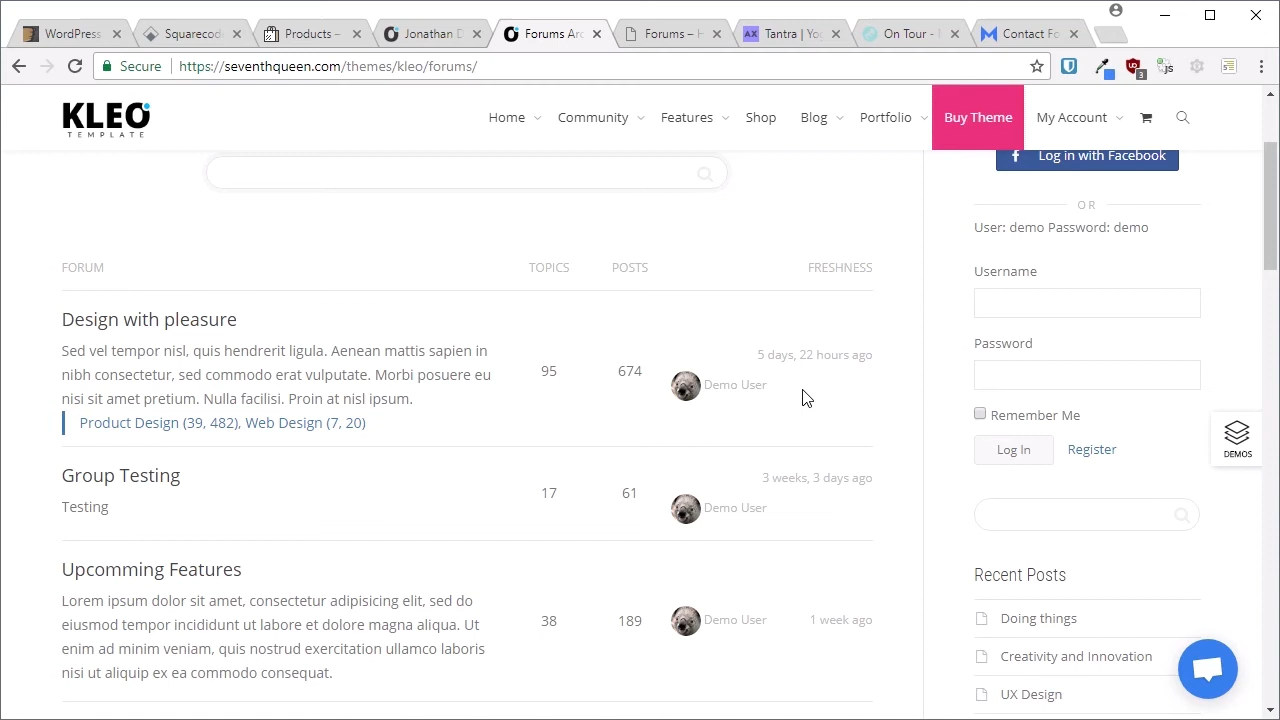 WordPress
Squarecod
Products –
Jonathan D
Forums Arc
Forums – H
Tantra | Yog
On Tour -
Contact Fo
Secure
https://seventhqueen.com/themes/kleo/forums/
3
js
KLEO
TEMPLATE
Home
Community
Features
Shop
Blog
Portfolio
Buy Theme
My Account
Log in with Facebook
OR
User: demo Password: demo
FORUM TOPICS POSTS FRESHNESS
Username
Design with pleasure
Sed vel tempor nisl, quis hendrerit ligula. Aenean mattis sapien in
nibh consectetur, sed commodo erat vulputate. Morbi posuere eu
nisi sit amet pretium. Nulla facilisi. Proin at nisl ipsum.
Product Design (39, 482), Web Design (7, 20)
95
674
5 days, 22 hours ago
Demo User
Password
Remember Me
Log In
Register
DEMOS
Group Testing
Testing
17
61
3 weeks, 3 days ago
Demo User
Upcomming Features
Lorem ipsum dolor sit amet, consectetur adipisicing elit, sed do
eiusmod tempor incididunt ut labore et dolore magna aliqua. Ut
enim ad minim veniam, quis nostrud exercitation ullamco laboris
nisi ut aliquip ex ea commodo consequat.
38
189
Demo User
1 week ago
Recent Posts
Doing things
Creativity and Innovation
UX Design